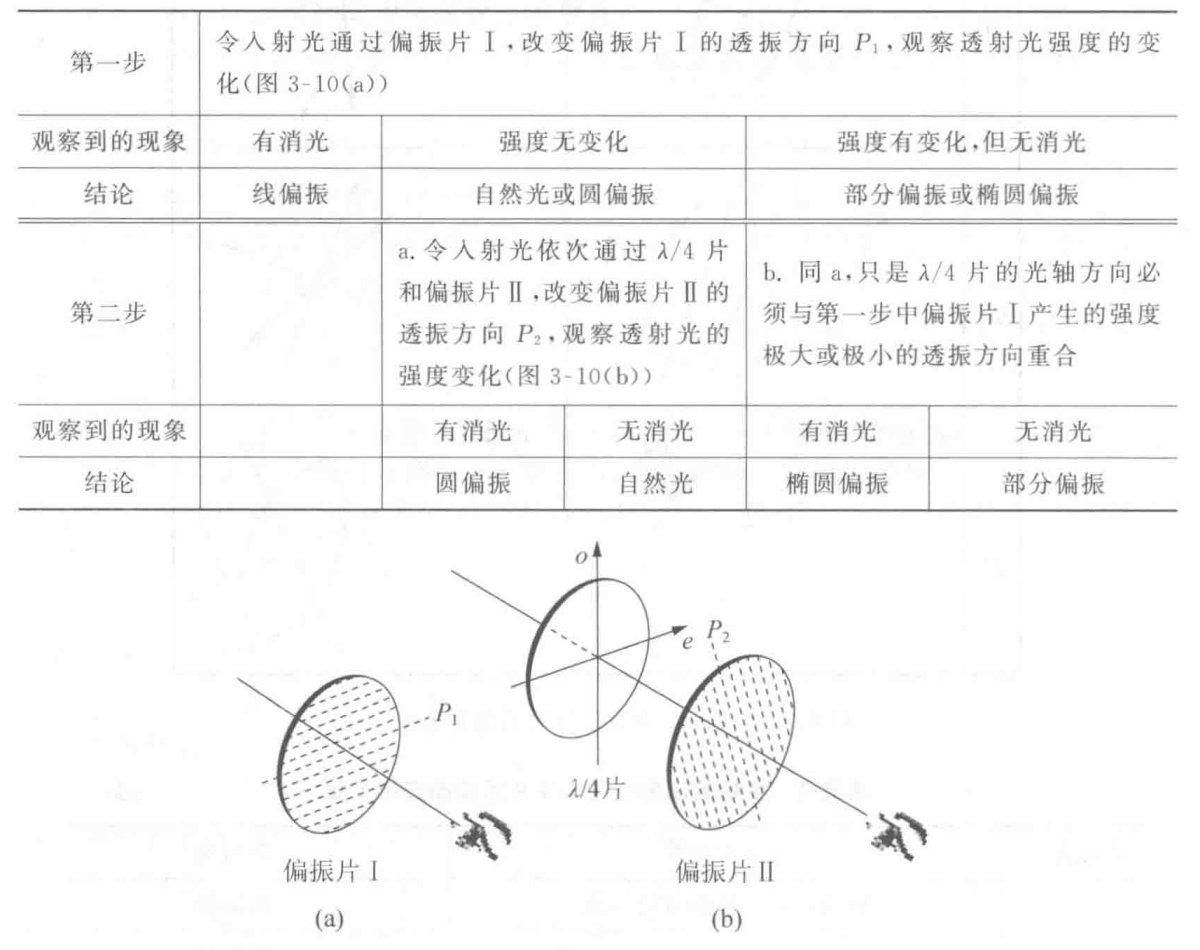 第一步
令入射光通过偏振片Ⅰ,改变偏振片Ⅰ的透振方向 P₁,观察透射光强度的变
化(图 3-10(a))
观察到的现象 有消光 强度无变化 强度有变化,但无消光
结论 线偏振 自然光或圆偏振 部分偏振或椭圆偏振
第二步
a. 令入射光依次通过 λ/4 片
和偏振片Ⅱ,改变偏振片Ⅱ的
透振方向 P₂,观察透射光的
强度变化(图 3-10(b))
b. 同 a,只是 λ/4 片的光轴方向必
须与第一步中偏振片Ⅰ产生的强度
极大或极小的透振方向重合
观察到的现象 有消光 无消光 有消光 无消光
结论 圆偏振 自然光 椭圆偏振 部分偏振
o
e
P₂
P₁
λ/4片
偏振片Ⅰ
偏振片Ⅱ
(a)
(b)